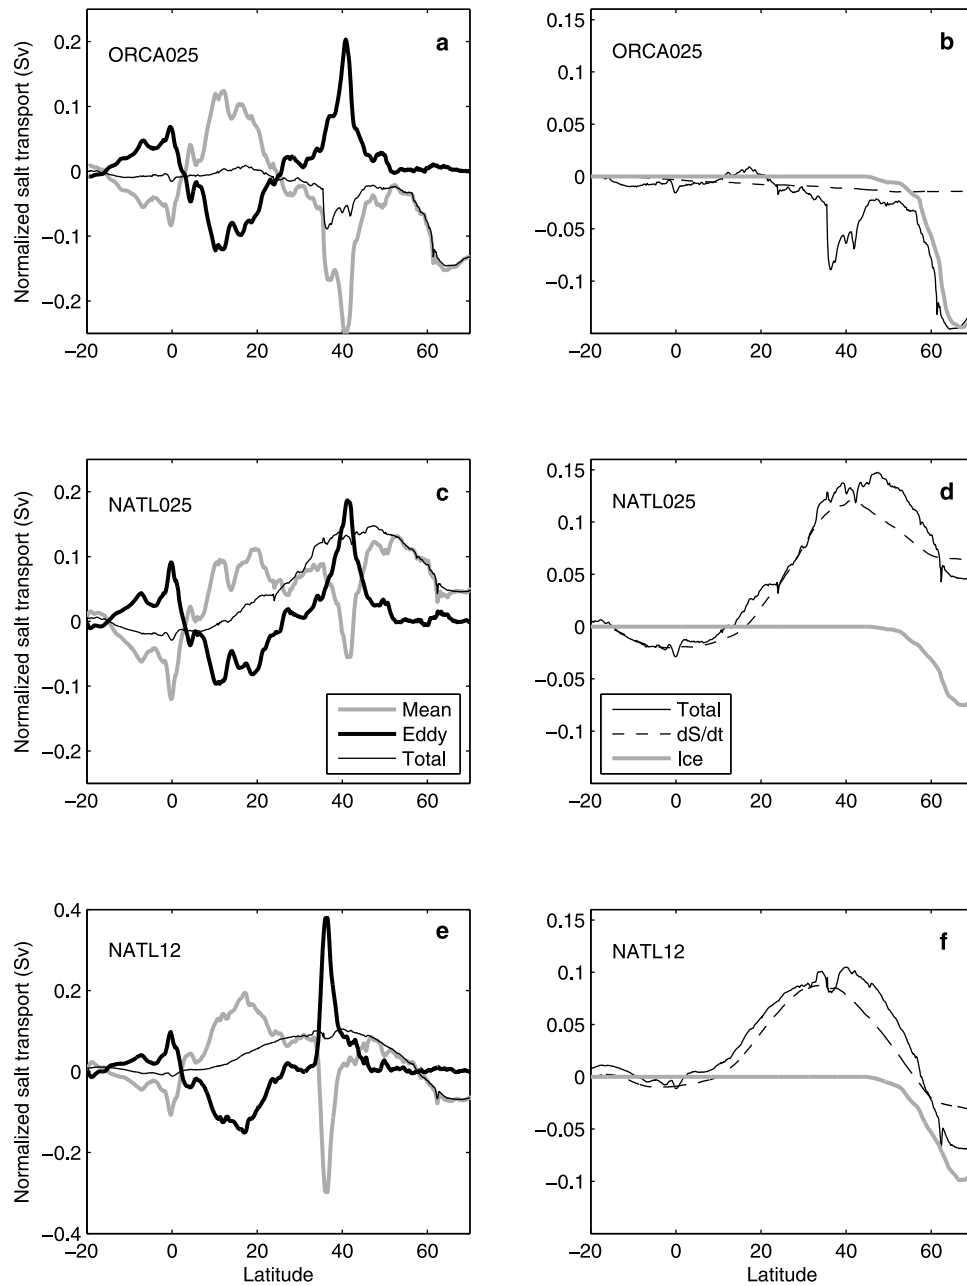 a
ORCA025
Normalized salt transport (Sv)
0.2
0.1
0
−0.1
−0.2
−20 0 20 40 60
b
ORCA025
0.15
0.1
0.05
0
−0.05
−0.1
−20 0 20 40 60
c
NATL025
Normalized salt transport (Sv)
0.2
0.1
0
−0.1
−0.2
Mean
Eddy
Total
−20 0 20 40 60
d
NATL025
0.15
0.1
0.05
0
−0.05
−0.1
Total
dS/dt
Ice
−20 0 20 40 60
e
NATL12
Normalized salt transport (Sv)
0.4
0.2
0
−0.2
−0.4
−20 0 20 40 60
Latitude
f
NATL12
0.15
0.1
0.05
0
−0.05
−0.1
−20 0 20 40 60
Latitude